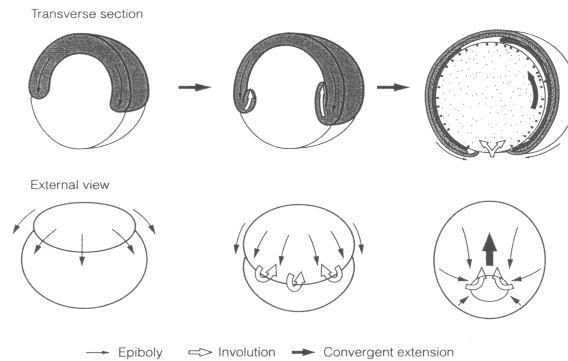 Transverse section
External view
Epiboly Involution Convergent extension